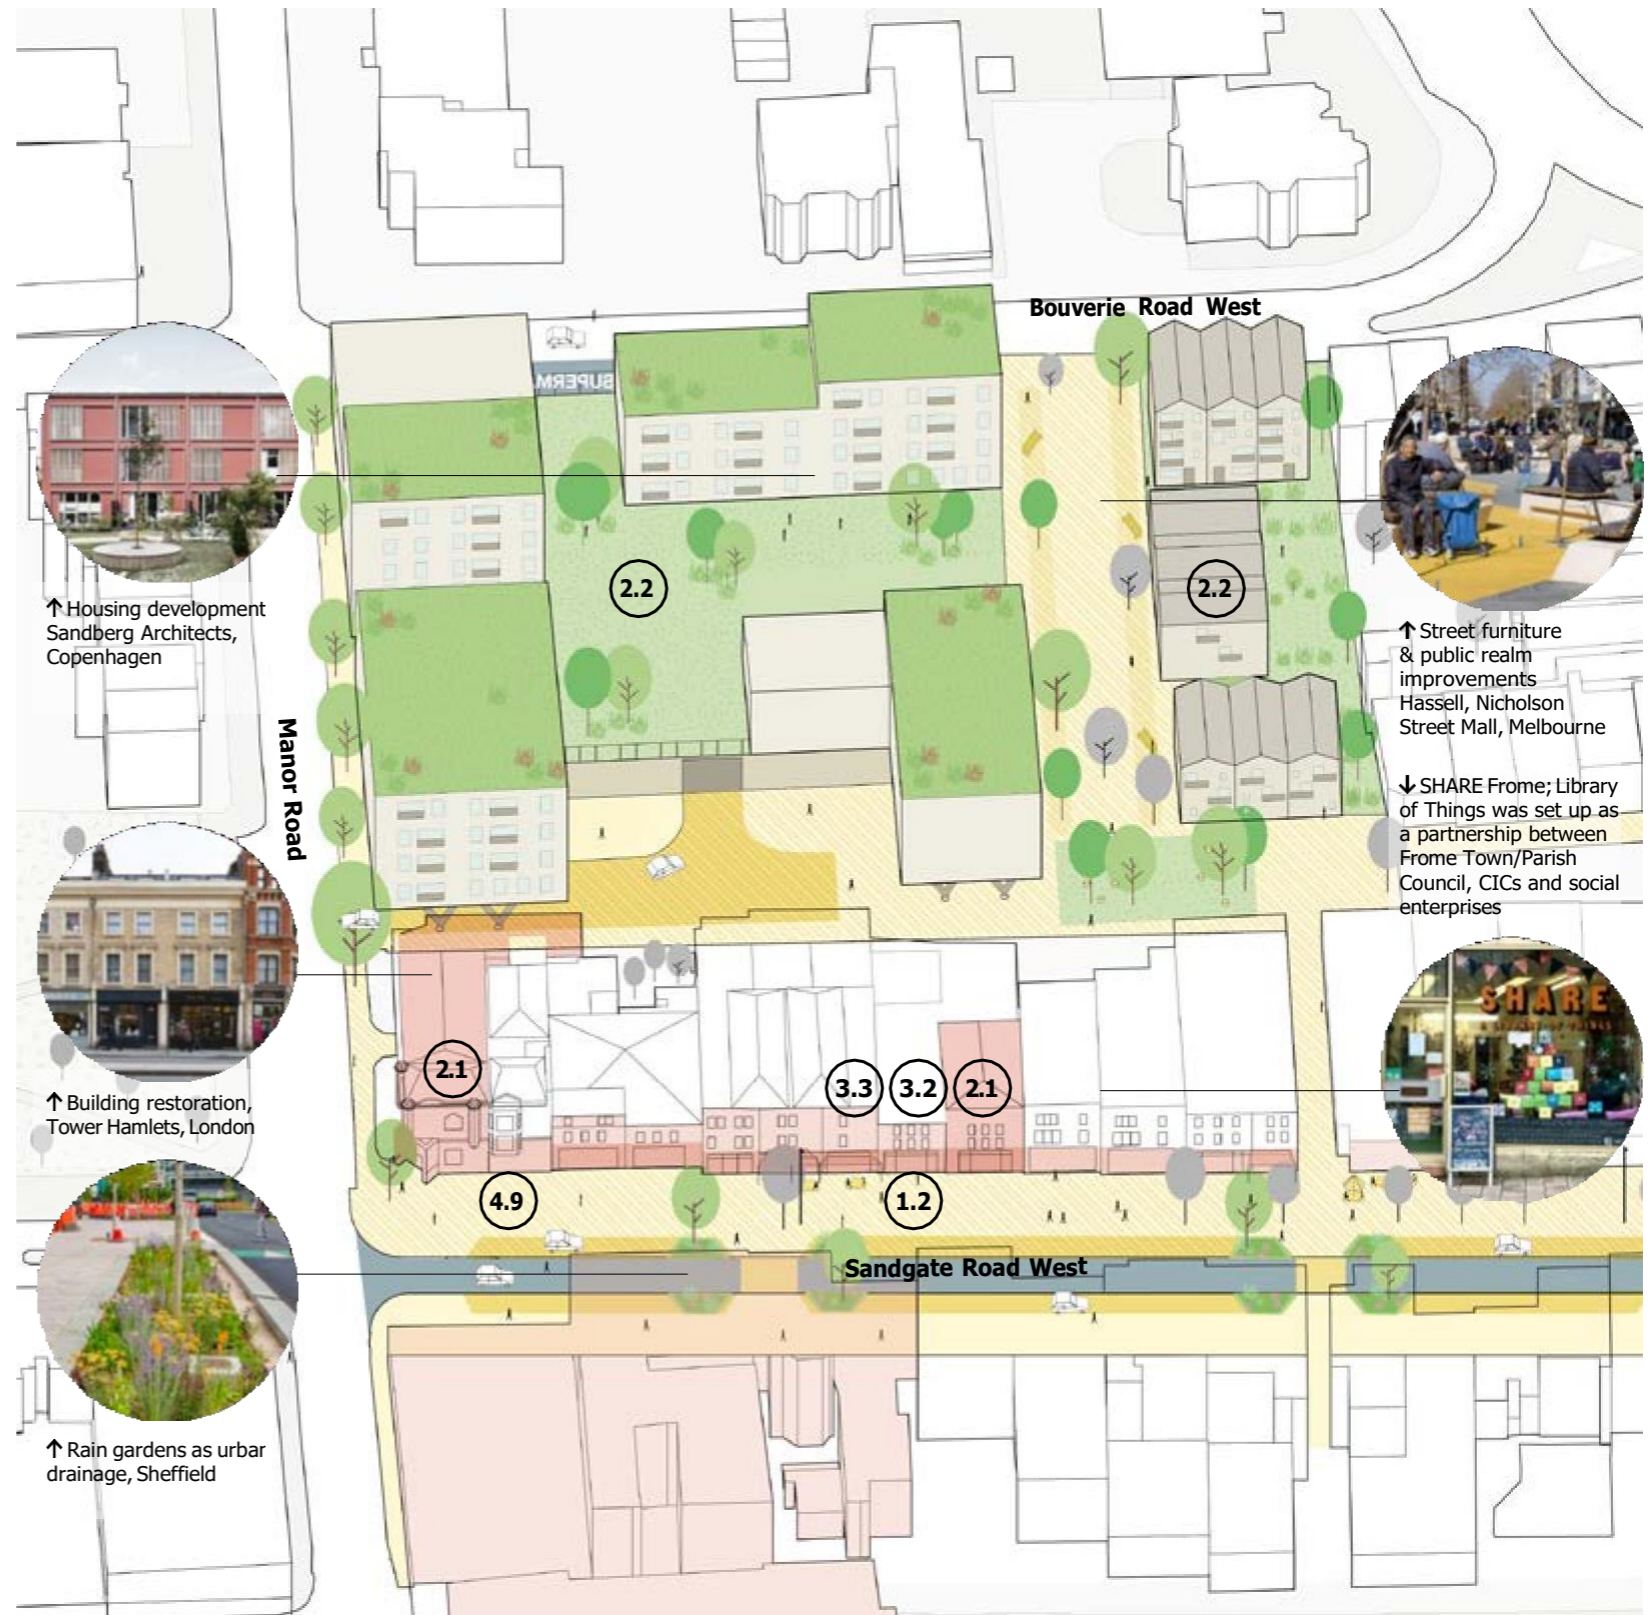 Bouverie Road West
SUPERM
↑ Housing development
Sandberg Architects,
Copenhagen
2.2
2.2
↑ Street furniture
& public realm
improvements
Hassell, Nicholson
Street Mall, Melbourne
Manor Road
↓ SHARE Frome; Library
of Things was set up as
a partnership between
Frome Town/Parish
Council, CICs and social
enterprises
SHARE
2.1
3.3
3.2
2.1
↑ Building restoration,
Tower Hamlets, London
4.9
1.2
Sandgate Road West
↑ Rain gardens as urbar
drainage, Sheffield